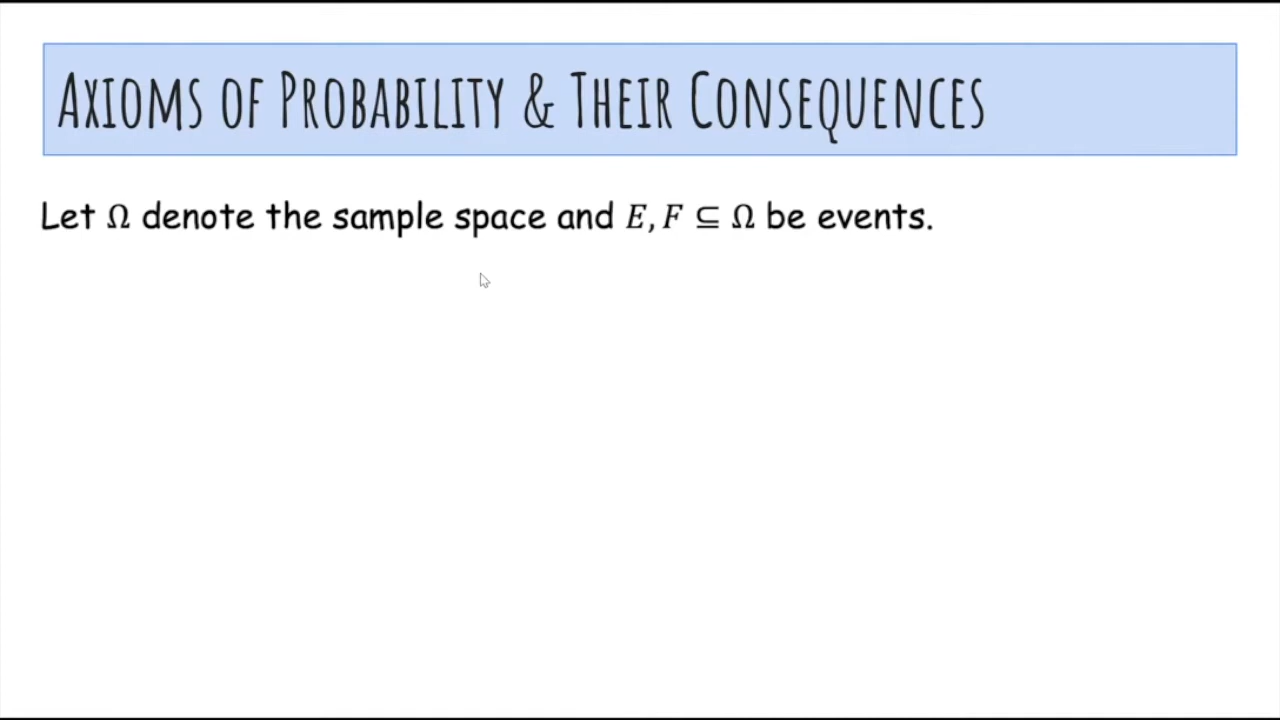 Axioms of Probability & Their Consequences
Let Ω denote the sample space and E, F ⊆ Ω be events.